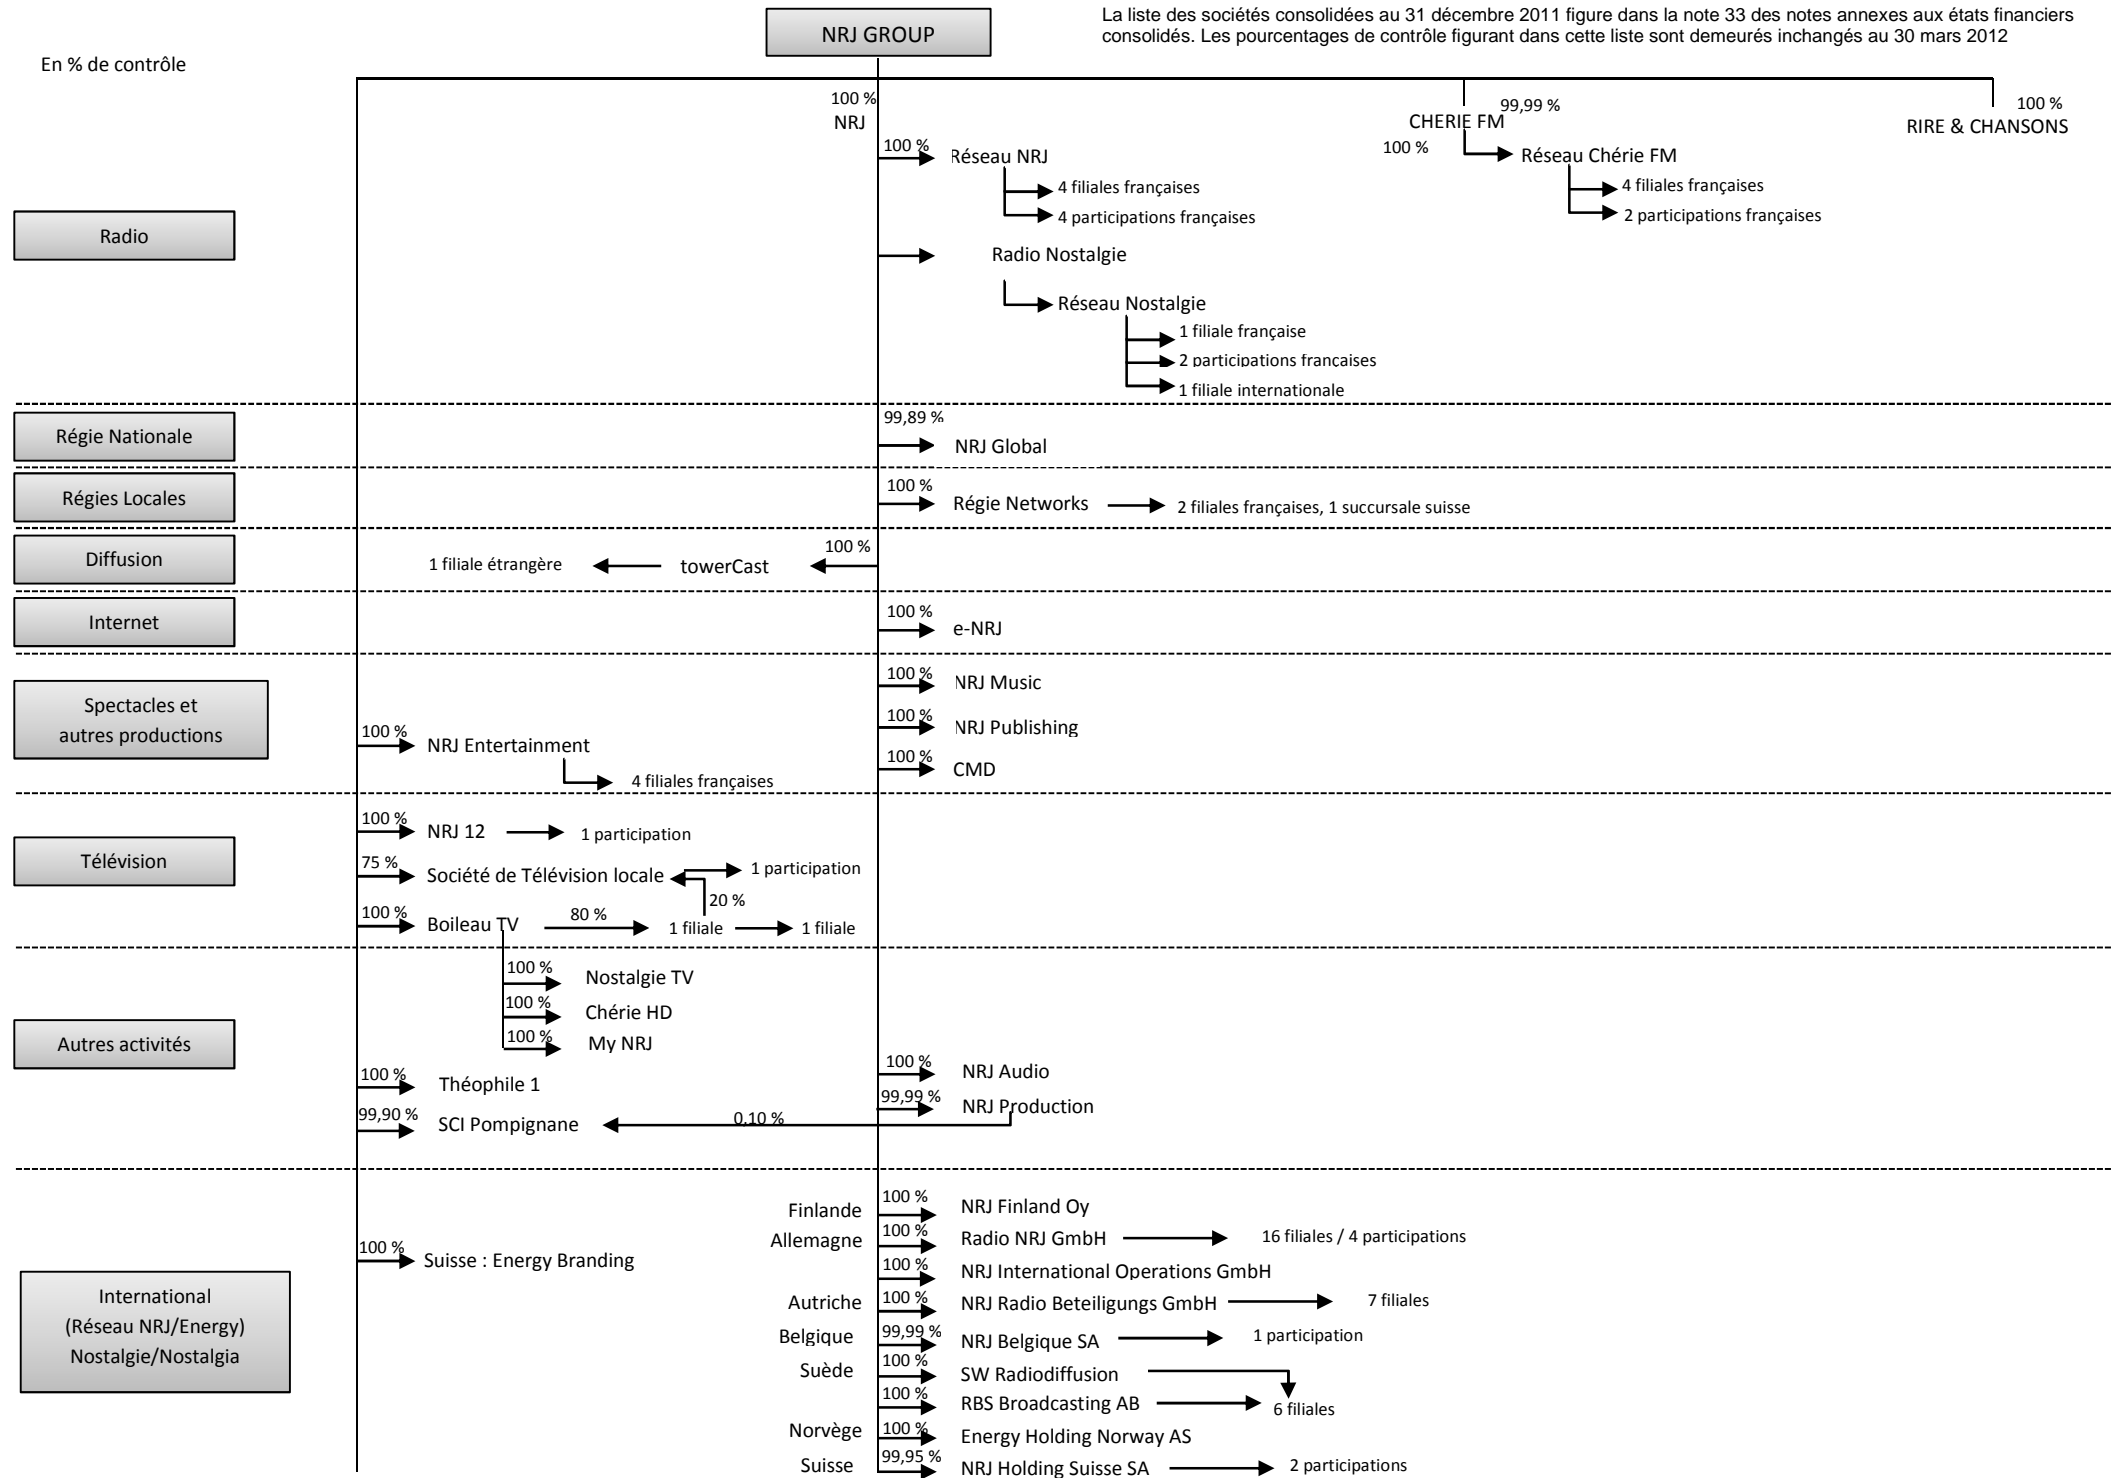 La liste des sociétés consolidées au 31 décembre 2011 figure dans la note 33 des notes annexes aux états financiers
consolidés. Les pourcentages de contrôle figurant dans cette liste sont demeurés inchangés au 30 mars 2012
NRJ GROUP
En % de contrôle
100 %
NRJ
99,99 %
CHERIE FM
100 %
RIRE & CHANSONS
Radio
100 %
Réseau NRJ
4 filiales françaises
4 participations françaises
100 %
Réseau Chérie FM
4 filiales françaises
2 participations françaises
Radio Nostalgie
Réseau Nostalgie
1 filiale française
2 participations françaises
1 filiale internationale
Régie Nationale
99,89 %
NRJ Global
Régies Locales
100 %
Régie Networks
2 filiales françaises, 1 succursale suisse
Diffusion
1 filiale étrangère
towerCast
100 %
Internet
100 %
e-NRJ
Spectacles et
autres productions
100 %
NRJ Entertainment
4 filiales françaises
100 %
NRJ Music
100 %
NRJ Publishing
100 %
CMD
Télévision
100 %
NRJ 12
1 participation
75 %
Société de Télévision locale
1 participation
20 %
100 %
Boileau TV
80 %
1 filiale
1 filiale
Autres activités
100 %
Nostalgie TV
100 %
Chérie HD
100 %
My NRJ
100 %
Théophile 1
99,90 %
SCI Pompignane
0,10 %
100 %
NRJ Audio
99,99 %
NRJ Production
International
(Réseau NRJ/Energy)
Nostalgie/Nostalgia
100 %
Suisse : Energy Branding
Finlande
100 %
NRJ Finland Oy
Allemagne
100 %
Radio NRJ GmbH
16 filiales / 4 participations
100 %
NRJ International Operations GmbH
Autriche
100 %
NRJ Radio Beteiligungs GmbH
7 filiales
Belgique
99,99 %
NRJ Belgique SA
1 participation
Suède
100 %
SW Radiodiffusion
100 %
RBS Broadcasting AB
6 filiales
Norvège
100 %
Energy Holding Norway AS
Suisse
99,95 %
NRJ Holding Suisse SA
2 participations